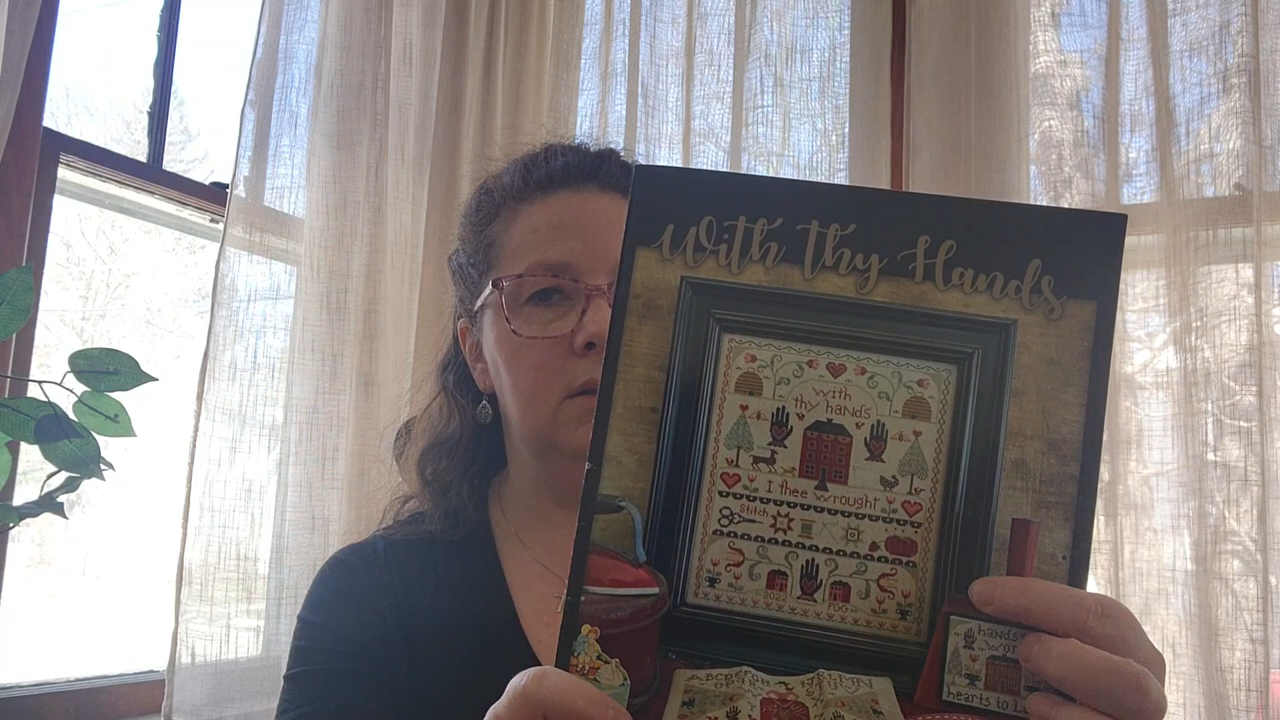 With thy Hands
with
thy hands
I thee wrought
Stitch
2022
hands
hearts to